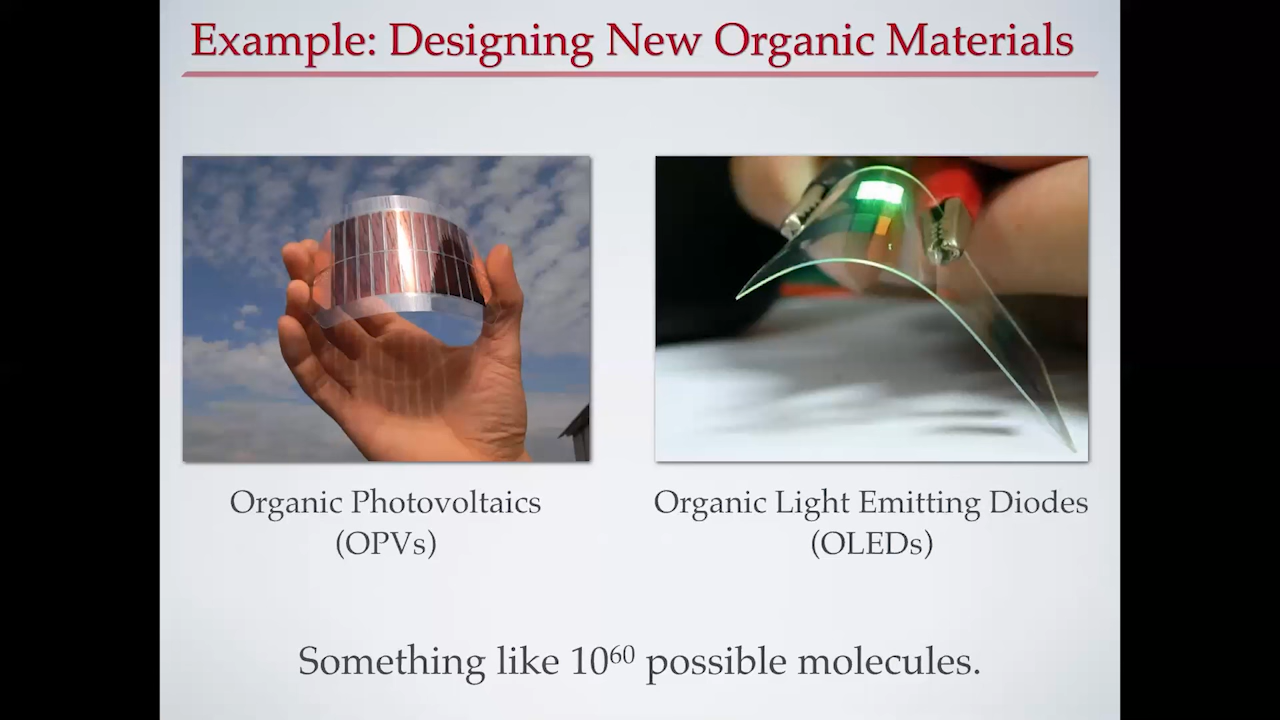 Example: Designing New Organic Materials
Organic Photovoltaics
(OPVs)
Organic Light Emitting Diodes
(OLEDs)
Something like 10⁶⁰ possible molecules.